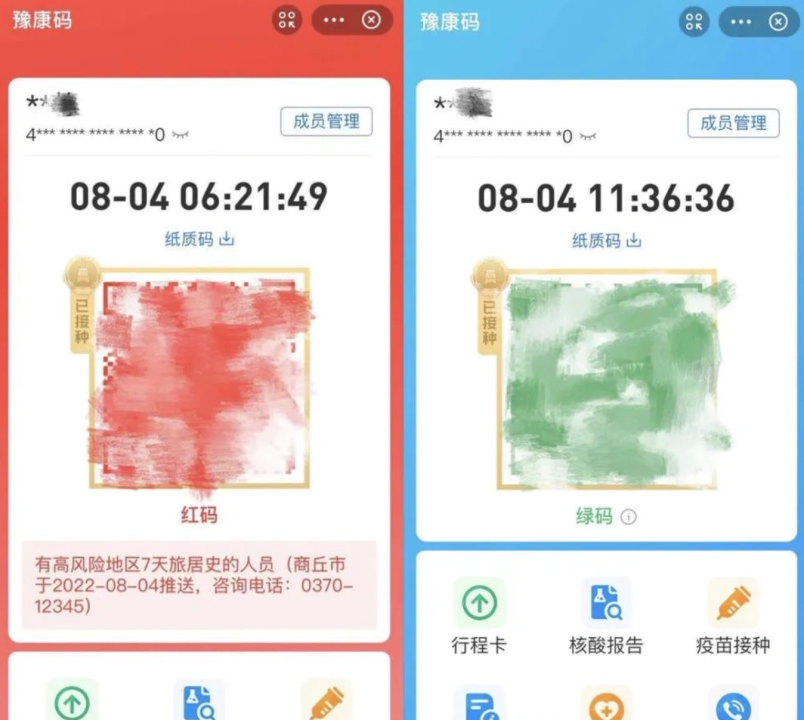 豫康码
**
4*** **** **** **** *0
成员管理
08-04 06:21:49
纸质码
已接种
红码
有高风险地区7天旅居史的人员（商丘市
于2022-08-04推送，咨询电话：0370-
12345）
豫康码
**
4*** **** **** **** *0
成员管理
08-04 11:36:36
纸质码
已接种
绿码
行程卡
核酸报告
疫苗接种